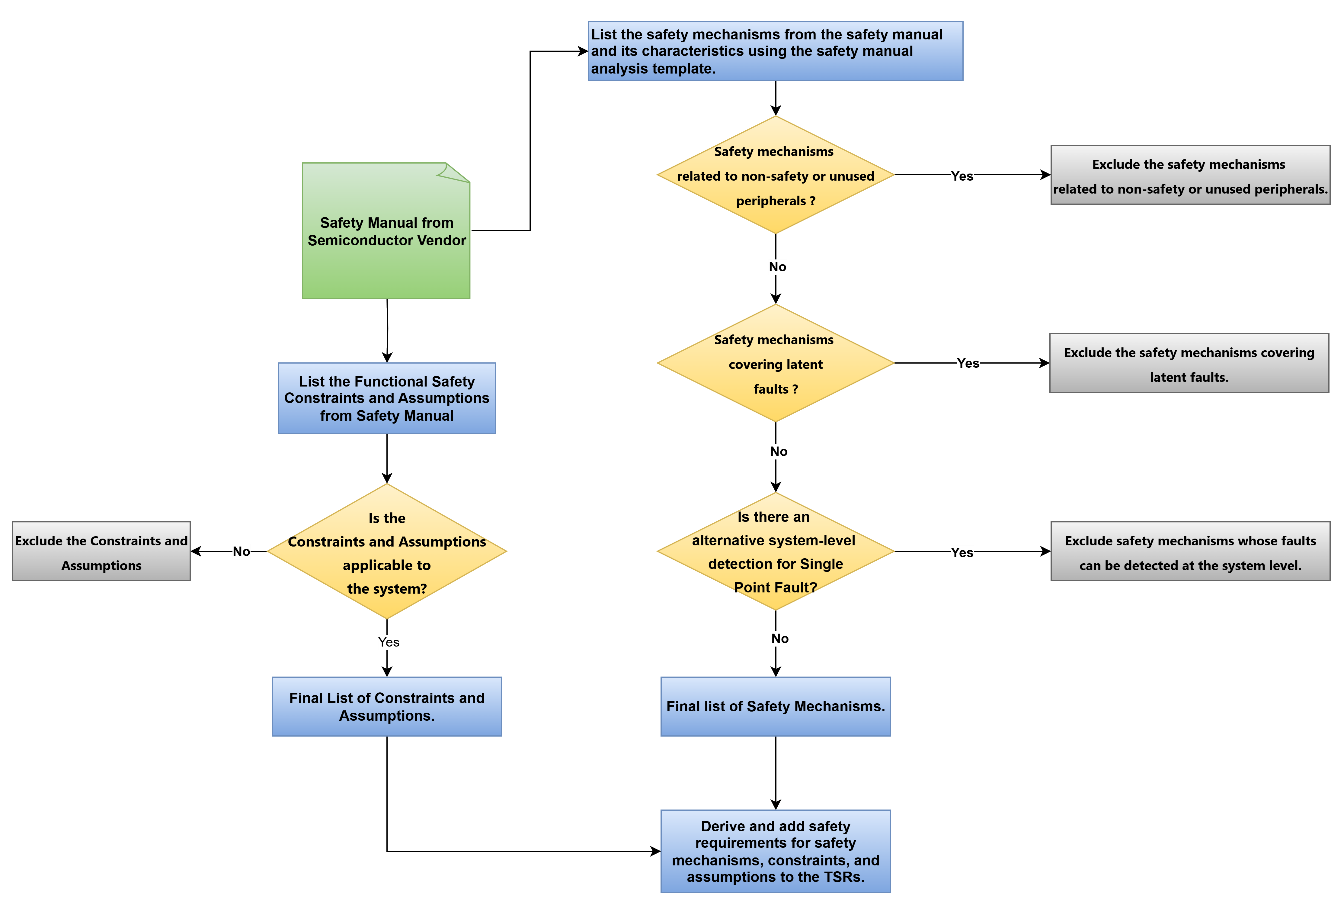 List the safety mechanisms from the safety manual
and its characteristics using the safety manual
analysis template.
Safety mechanisms
related to non-safety or unused
peripherals ?
Yes
Exclude the safety mechanisms
related to non-safety or unused peripherals.
Safety Manual from
Semiconductor Vendor
No
Safety mechanisms
covering latent
faults ?
Yes
Exclude the safety mechanisms covering
latent faults.
List the Functional Safety
Constraints and Assumptions
from Safety Manual
No
Is the
Constraints and Assumptions
applicable to
the system?
No
Exclude the Constraints and
Assumptions
Is there an
alternative system-level
detection for Single
Point Fault?
Yes
Exclude safety mechanisms whose faults
can be detected at the system level.
Yes
No
Final List of Constraints and
Assumptions.
Final list of Safety Mechanisms.
Derive and add safety
requirements for safety
mechanisms, constraints, and
assumptions to the TSRs.